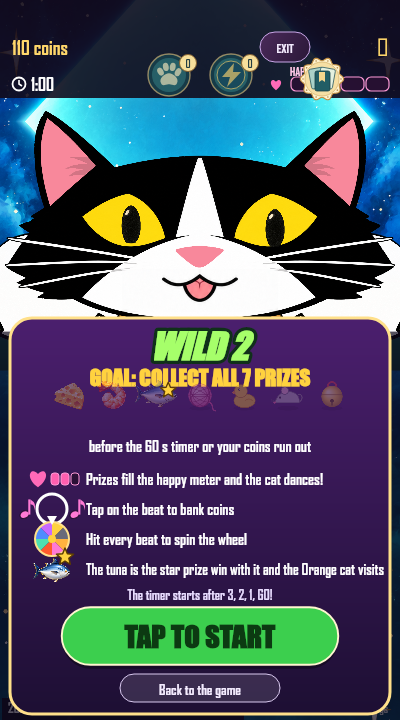 110 coins
EXIT
0
0
HAP
1:00
WILD 2
GOAL: COLLECT ALL 7 PRIZES
before the 60 s timer or your coins run out
Prizes fill the happy meter and the cat dances!
Tap on the beat to bank coins
Hit every beat to spin the wheel
The tuna is the star prize win with it and the Orange cat visits
The timer starts after 3, 2, 1, GO!
TAP TO START
Back to the game